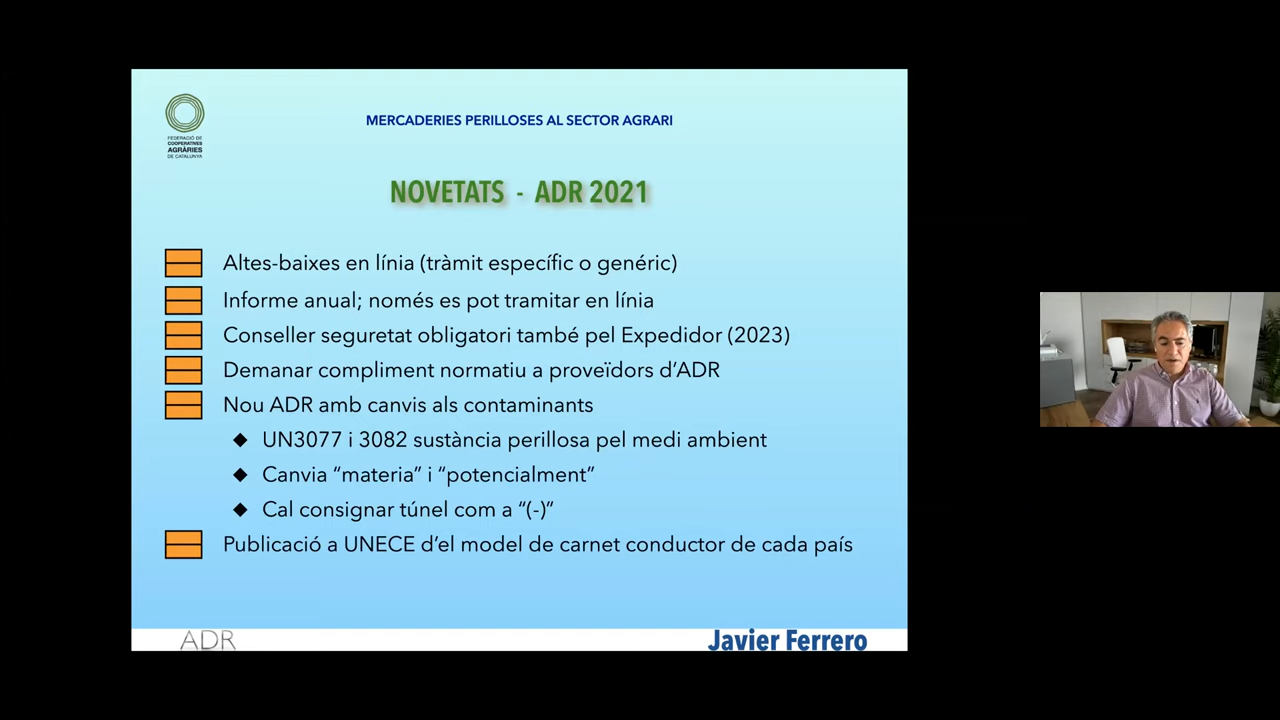 FEDERACIÓ DE
COOPERATIVES
AGRÀRIES
DE CATALUNYA
MERCADERIES PERILLOSES AL SECTOR AGRARI
NOVETATS - ADR 2021
Altes-baixes en línia (tràmit específic o genéric)
Informe anual; només es pot tramitar en línia
Conseller seguretat obligatori també pel Expedidor (2023)
Demanar compliment normatiu a proveïdors d’ADR
Nou ADR amb canvis als contaminants
◆ UN3077 i 3082 sustància perillosa pel medi ambient
◆ Canvia “materia” i “potencialment”
◆ Cal consignar túnel com a “(-)”
Publicació a UNECE d’el model de carnet conductor de cada país
ADR
Javier Ferrero